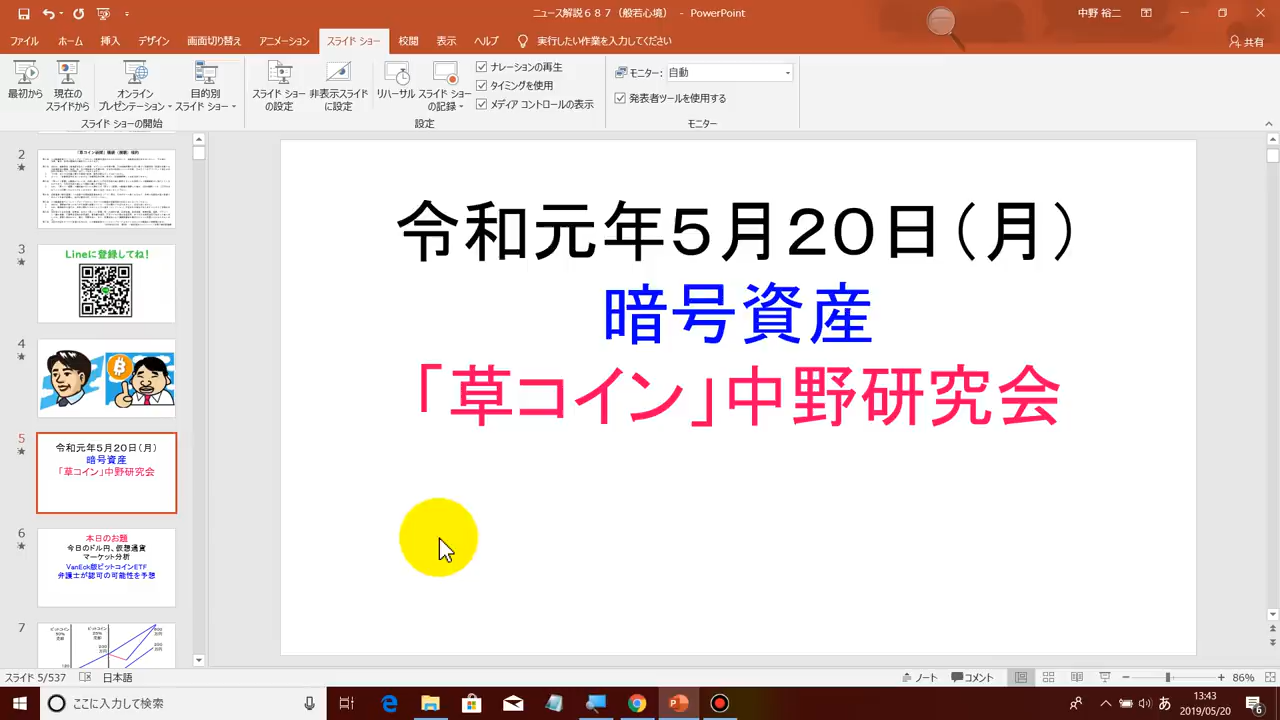 ニュース解説６８７（般若心境） - PowerPoint
中野 裕二
ファイル ホーム 挿入 デザイン 画面切り替え アニメーション スライド ショー 校閲 表示 ヘルプ 実行したい作業を入力してください 共有
最初から 現在のスライドから オンライン プレゼンテーション 目的別スライド ショー
スライド ショーの開始
スライド ショーの設定 非表示スライドに設定 リハーサル スライド ショーの記録
ナレーションの再生
タイミングを使用
メディア コントロールの表示
設定
モニター: 自動
発表者ツールを使用する
モニター
2
3
Lineに登録してね！
4
5
令和元年５月２０日（月）
暗号資産
「草コイン」中野研究会
6
本日のお題
今日のドル円、仮想通貨
マーケット分析
VanEck版ビットコインETF
弁護士が認可の可能性を予想
7
令和元年５月２０日（月）
暗号資産
「草コイン」中野研究会
スライド 5/537 日本語 ノート コメント 86%
ここに入力して検索
あ 13:43
2019/05/20
6